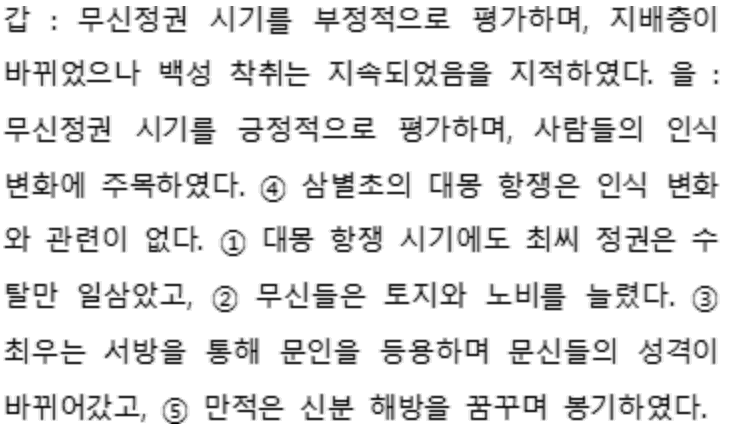 갑 : 무신정권 시기를 부정적으로 평가하며, 지배층이
바뀌었으나 백성 착취는 지속되었음을 지적하였다. 을 :
무신정권 시기를 긍정적으로 평가하며, 사람들의 인식
변화에 주목하였다. ④ 삼별초의 대몽 항쟁은 인식 변화
와 관련이 없다. ① 대몽 항쟁 시기에도 최씨 정권은 수
탈만 일삼았고, ② 무신들은 토지와 노비를 늘렸다. ③
최우는 서방을 통해 문인을 등용하며 문신들의 성격이
바뀌어갔고, ⑤ 만적은 신분 해방을 꿈꾸며 봉기하였다.